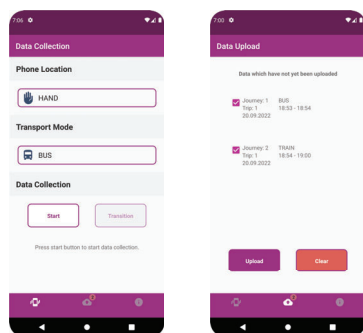 7:06
Data Collection
Phone Location
HAND
Transport Mode
BUS
Data Collection
Start
Transition
Press start button to start data collection.
7:00
Data Upload
Data which have not yet been uploaded
Journey: 1 BUS
Trip: 1 18:53 - 18:54
20.09.2022
Journey: 2 TRAIN
Trip: 1 18:54 - 19:00
20.09.2022
Upload
Clear